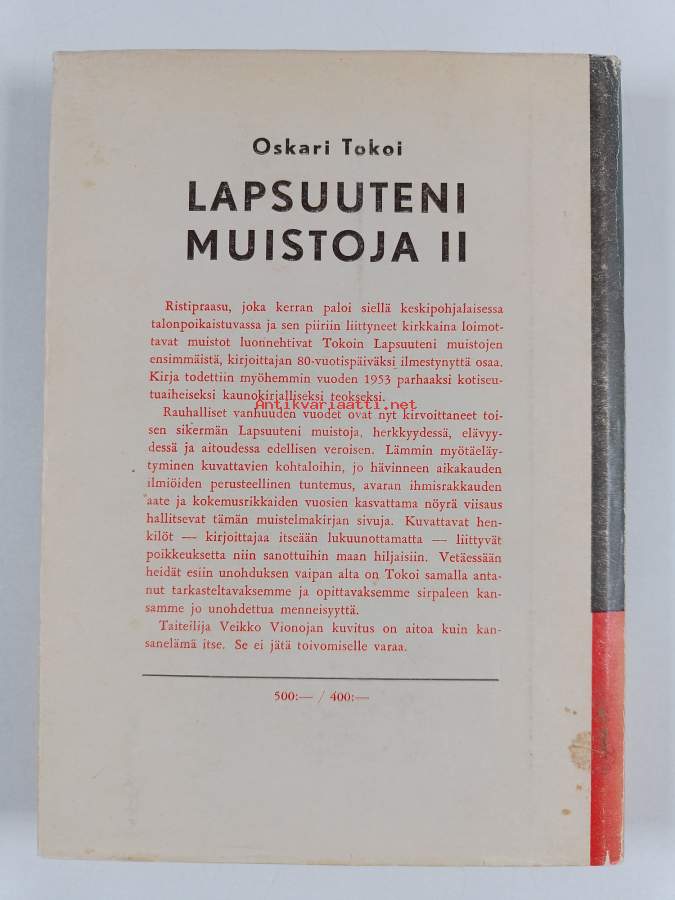 Oskari Tokoi
LAPSUUTENI
MUISTOJA II
Ristipraasu, joka kerran paloi siellä keskipohjalaisessa
talonpoikaistuvassa ja sen piiriin liittyneet kirkkaina loimot-
tavat muistot luonnehtivat Tokoin Lapsuuteni muistojen
ensimmäistä, kirjoittajan 80-vuotispäiväksi ilmestynyttä osaa.
Kirja todettiin myöhemmin vuoden 1953 parhaaksi kotiseu-
tuaiheiseksi kaunokirjalliseksi teokseksi.
Antikvariaatti.net
Rauhalliset vanhuuden vuodet ovat nyt kirvoittaneet toi-
sen sikermän Lapsuuteni muistoja, herkkyydessä, elävyy-
dessä ja aitoudessa edellisen veroisen. Lämmin myötäeläy-
tyminen kuvattavien kohtaloihin, jo hävinneen aikakauden
ilmiöiden perusteellinen tuntemus, avaran ihmisrakkauden
aate ja kokemusrikkaiden vuosien kasvattama nöyrä viisaus
hallitsevat tämän muistelmakirjan sivuja. Kuvattavat hen-
kilöt — kirjoittajaa itseään lukuunottamatta — liittyvät
poikkeuksetta niin sanottuihin maan hiljaisiin. Vetäessään
heidät esiin unohduksen vaipan alta on Tokoi samalla anta-
nut tarkasteltavaksemme ja opittavaksemme sirpaleen kan-
samme jo unohdettua menneisyyttä.
Taiteilija Veikko Vionojan kuvitus on aitoa kuin kan-
sanelämä itse. Se ei jätä toivomiselle varaa.
500:— / 400:—